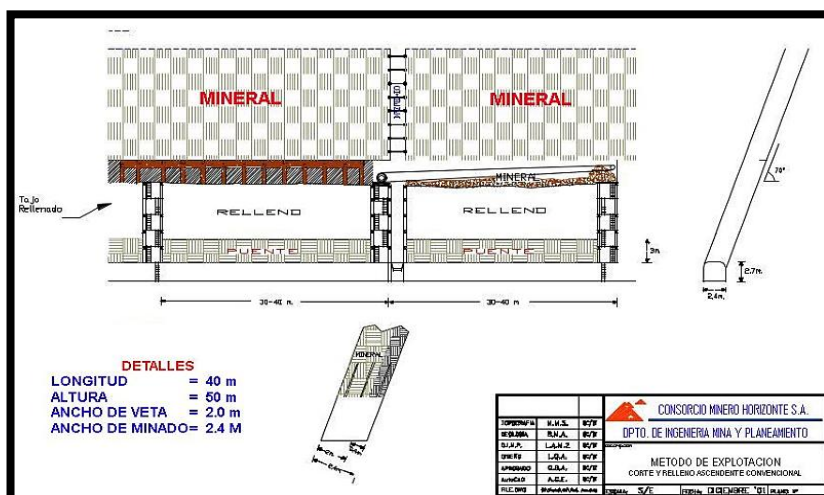 MINERAL
MINERAL
MINERAL
Tajo
Rellenado
RELLENO
RELLENO
PUENTE
PUENTE
3m
70°
2.7m.
2,4m.
30-40 m.
30-40 m
MINERAL
DETALLES
LONGITUD = 40 m
ALTURA = 50 m
ANCHO DE VETA = 2.0 m
ANCHO DE MINADO= 2.4 M
CONSORCIO MINERO HORIZONTE S.A.
DPTO. DE INGENIERIA MINA Y PLANEAMIENTO
METODO DE EXPLOTACION
CORTE Y RELLENO ASCENDENTE CONVENCIONAL
S/E
DICIEMBRE '01